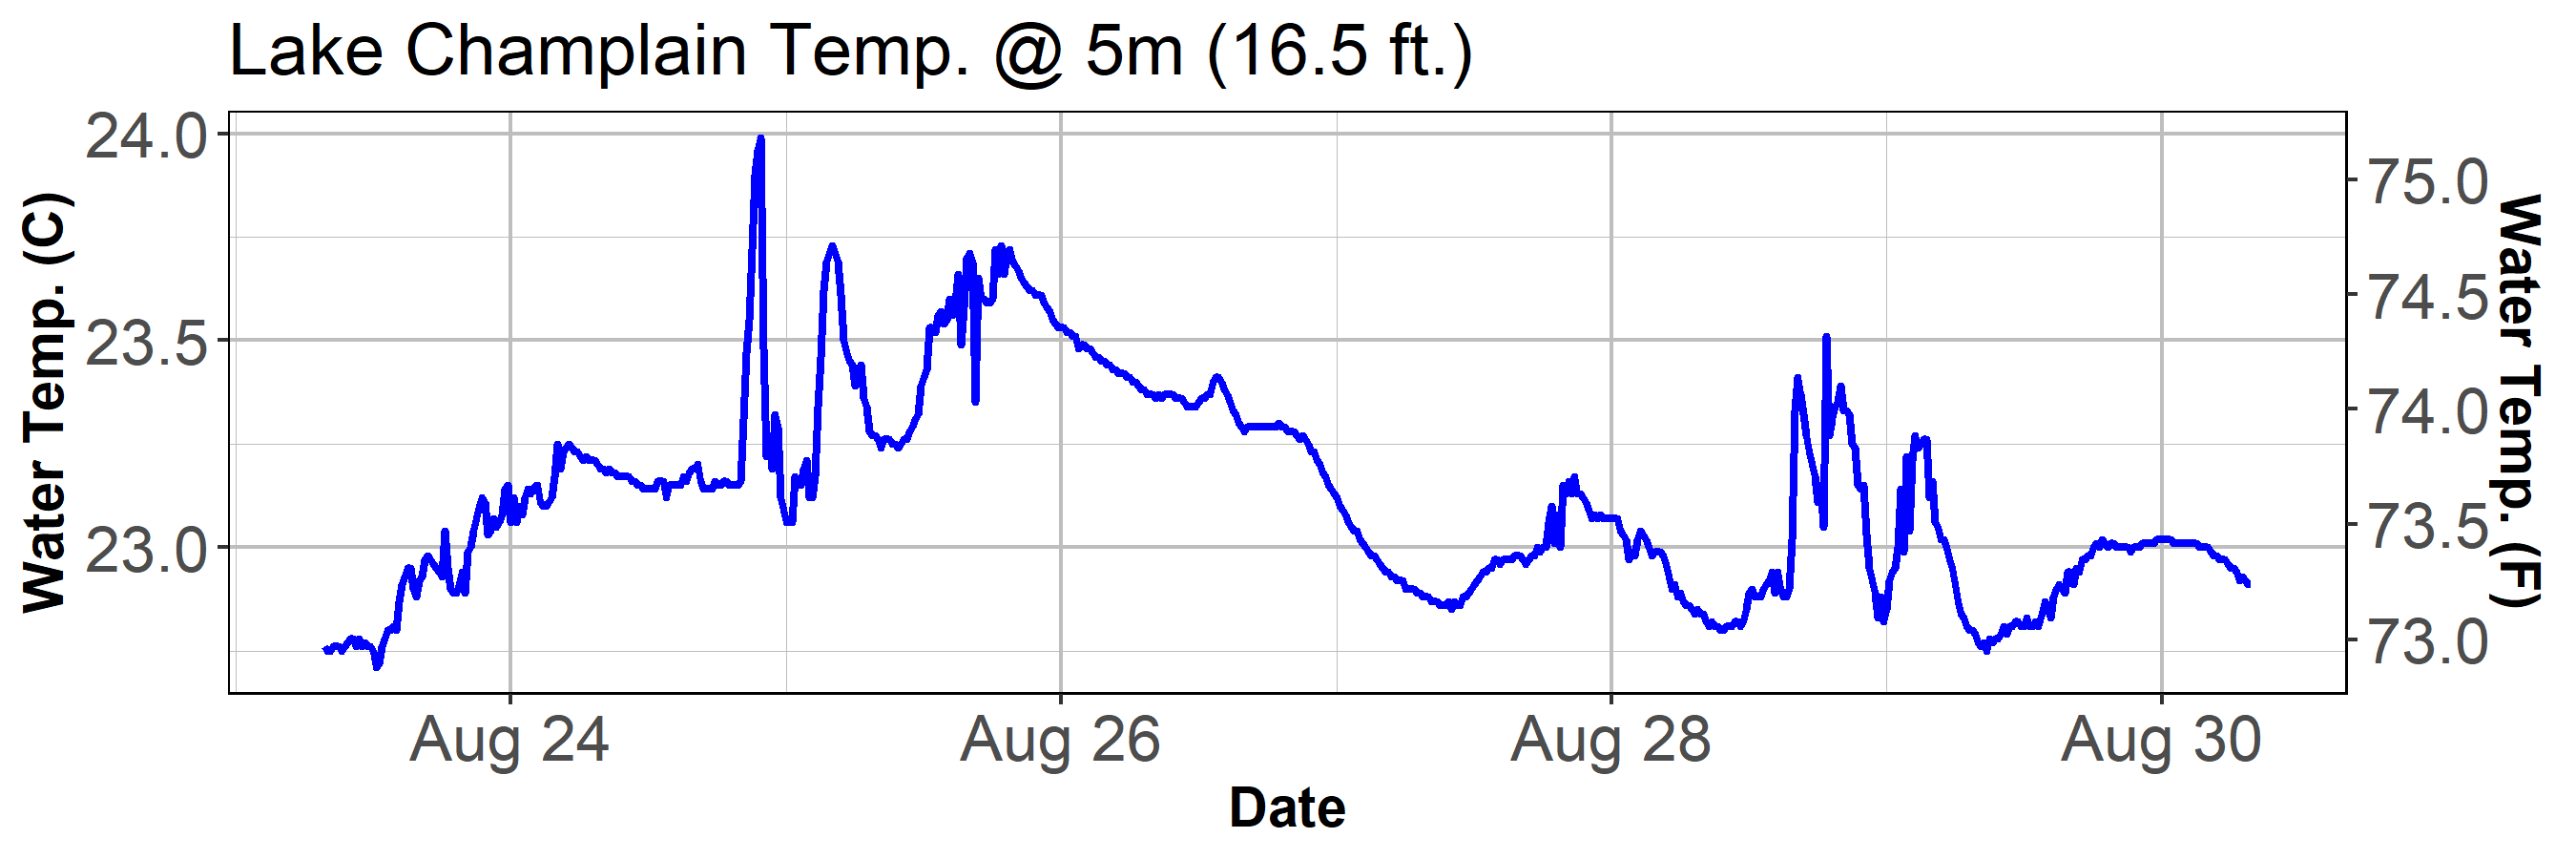 Lake Champlain Temp. @ 5m (16.5 ft.)
Water Temp. (C)
24.0
23.5
23.0
75.0
74.5
74.0
73.5
73.0
Water Temp. (F)
Aug 24
Aug 26
Aug 28
Aug 30
Date